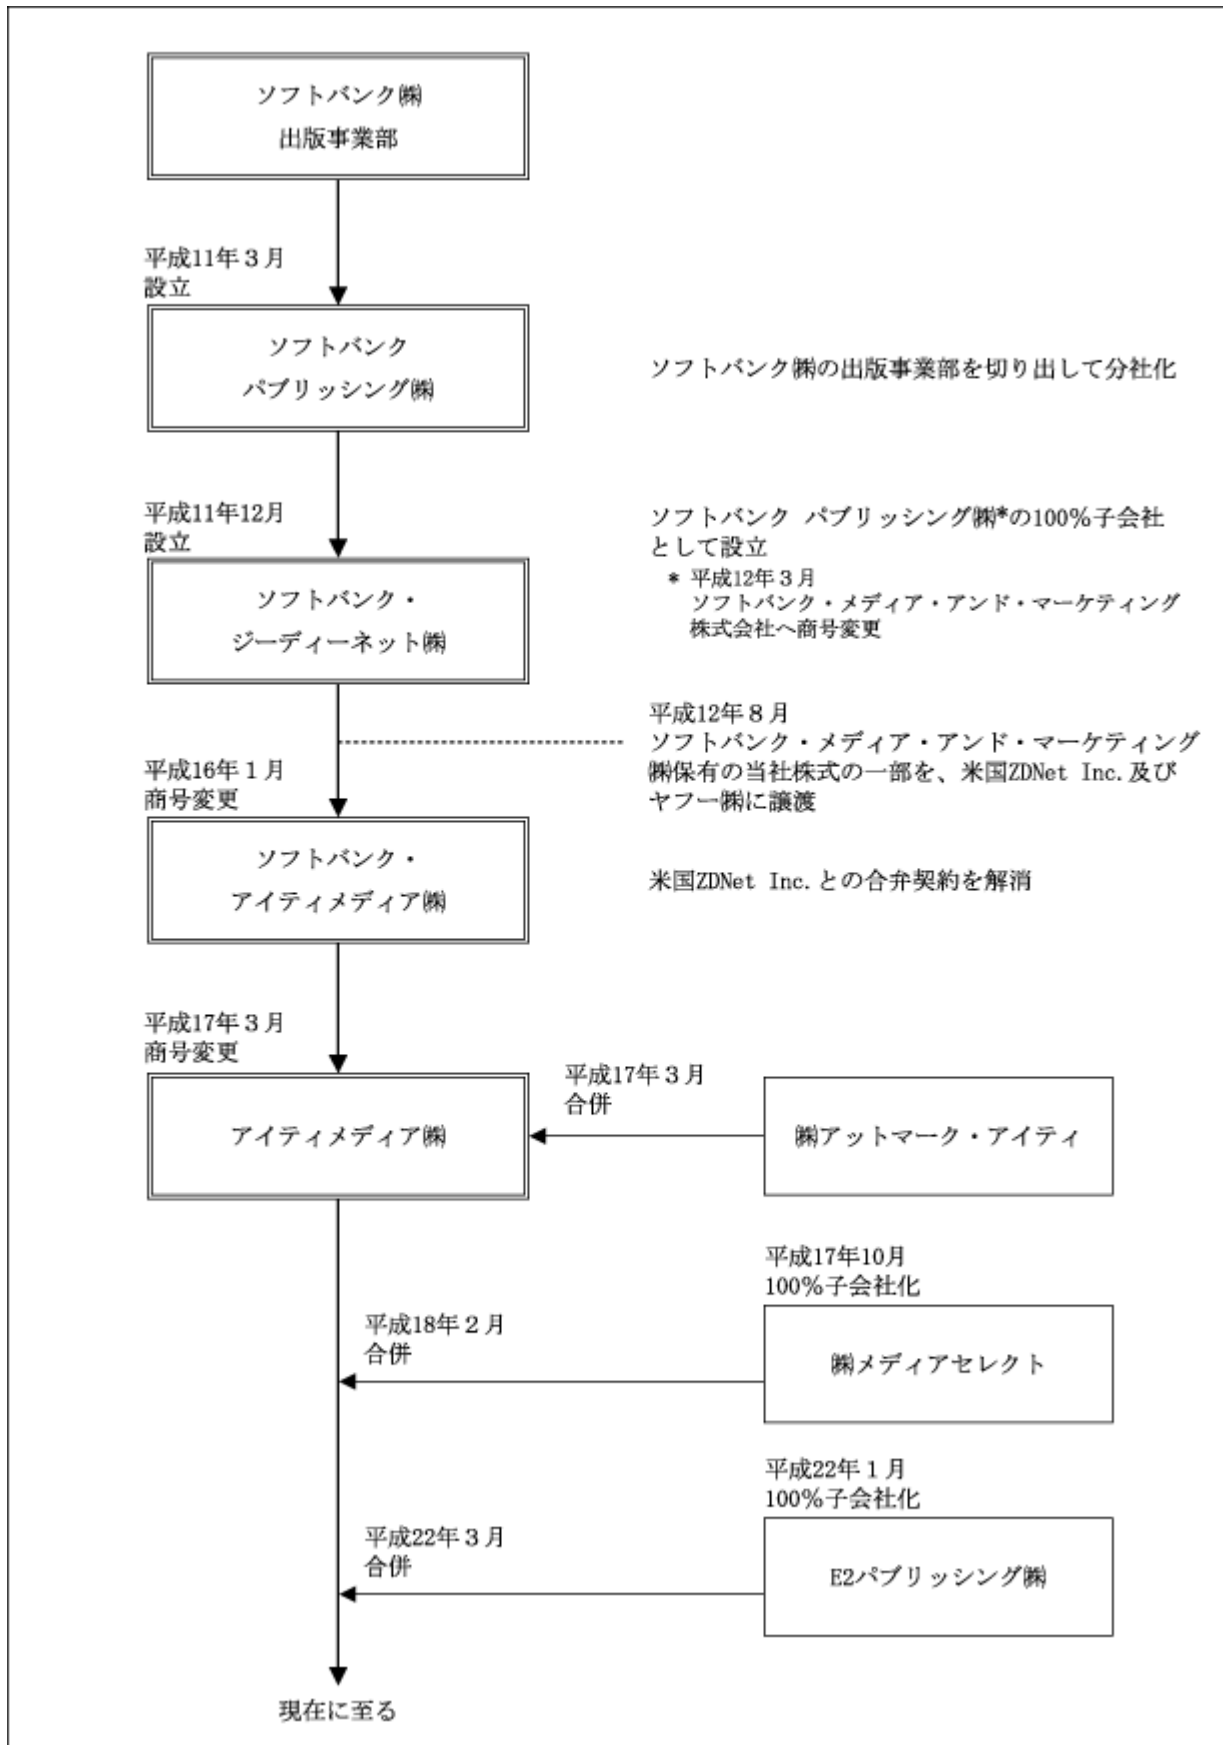 ソフトバンク㈱
出版事業部
平成11年３月
設立
ソフトバンク
パブリッシング㈱
ソフトバンク㈱の出版事業部を切り出して分社化
平成11年12月
設立
ソフトバンク・
ジーディーネット㈱
ソフトバンク パブリッシング㈱*の100％子会社
として設立
* 平成12年３月
ソフトバンク・メディア・アンド・マーケティング
株式会社へ商号変更
平成12年８月
ソフトバンク・メディア・アンド・マーケティング
㈱保有の当社株式の一部を、米国ZDNet Inc.及び
ヤフー㈱に譲渡
平成16年１月
商号変更
ソフトバンク・
アイティメディア㈱
米国ZDNet Inc.との合弁契約を解消
平成17年３月
商号変更
アイティメディア㈱
平成17年３月
合併
㈱アットマーク・アイティ
平成17年10月
100％子会社化
平成18年２月
合併
㈱メディアセレクト
平成22年１月
100％子会社化
平成22年３月
合併
E2パブリッシング㈱
現在に至る